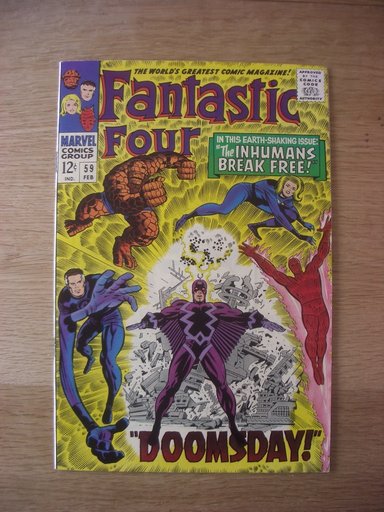 THE WORLD'S GREATEST COMIC MAGAZINE!
Fantastic
Four
APPROVED
BY THE
COMICS
CODE
AUTHORITY
MARVEL
COMICS
GROUP
12¢
IND.
59
FEB
IN THIS EARTH-SHAKING ISSUE:
"The INHUMANS
BREAK FREE!"
"DOOMSDAY!"